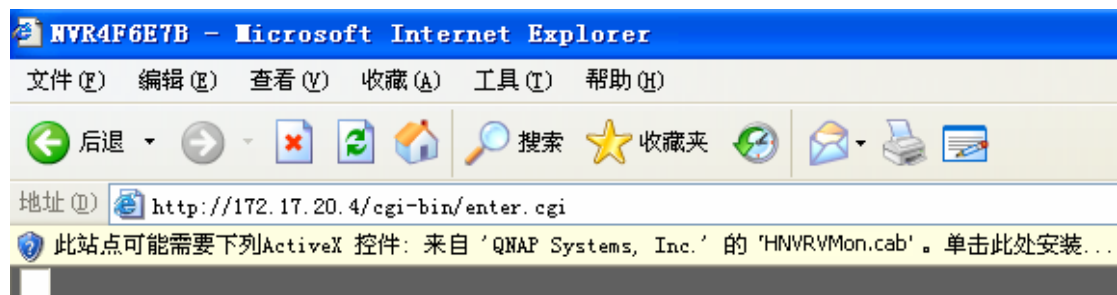 NVR4F6E7B - Microsoft Internet Explorer
文件(F) 编辑(E) 查看(V) 收藏(A) 工具(T) 帮助(H)
后退 搜索 收藏夹
地址(D) http://172.17.20.4/cgi-bin/enter.cgi
此站点可能需要下列ActiveX 控件: 来自 'QNAP Systems, Inc.' 的 'HNVRVMon.cab'。单击此处安装...